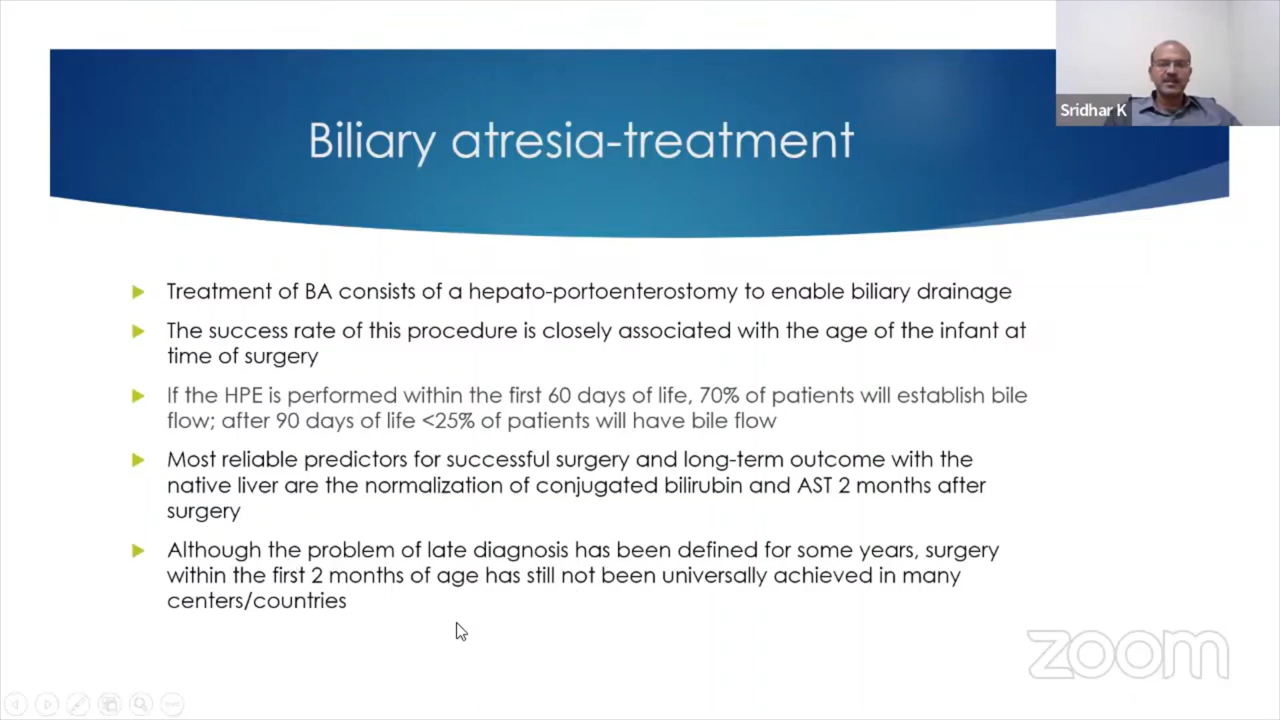 Biliary atresia-treatment
Sridhar K
Treatment of BA consists of a hepato-portoenterostomy to enable biliary drainage
The success rate of this procedure is closely associated with the age of the infant at
time of surgery
If the HPE is performed within the first 60 days of life, 70% of patients will establish bile
flow; after 90 days of life <25% of patients will have bile flow
Most reliable predictors for successful surgery and long-term outcome with the
native liver are the normalization of conjugated bilirubin and AST 2 months after
surgery
Although the problem of late diagnosis has been defined for some years, surgery
within the first 2 months of age has still not been universally achieved in many
centers/countries
zoom